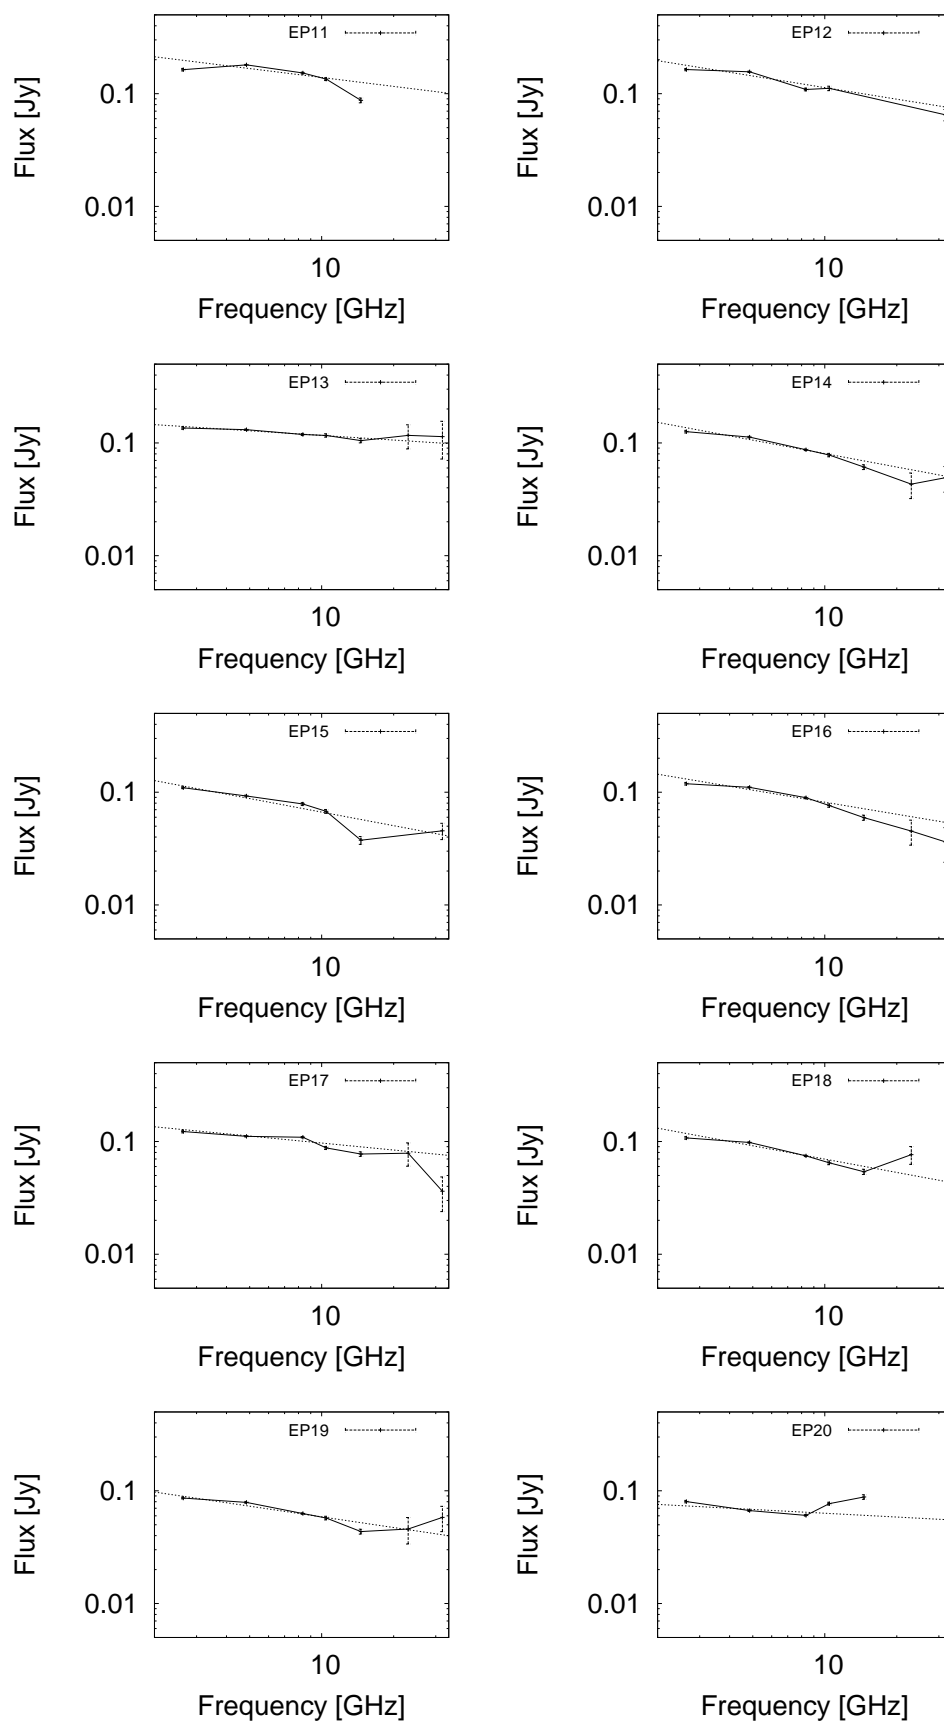 EP11
Flux [Jy]
0.1
0.01
10
Frequency [GHz]
EP12
Flux [Jy]
0.1
0.01
10
Frequency [GHz]
EP13
Flux [Jy]
0.1
0.01
10
Frequency [GHz]
EP14
Flux [Jy]
0.1
0.01
10
Frequency [GHz]
EP15
Flux [Jy]
0.1
0.01
10
Frequency [GHz]
EP16
Flux [Jy]
0.1
0.01
10
Frequency [GHz]
EP17
Flux [Jy]
0.1
0.01
10
Frequency [GHz]
EP18
Flux [Jy]
0.1
0.01
10
Frequency [GHz]
EP19
Flux [Jy]
0.1
0.01
10
Frequency [GHz]
EP20
Flux [Jy]
0.1
0.01
10
Frequency [GHz]